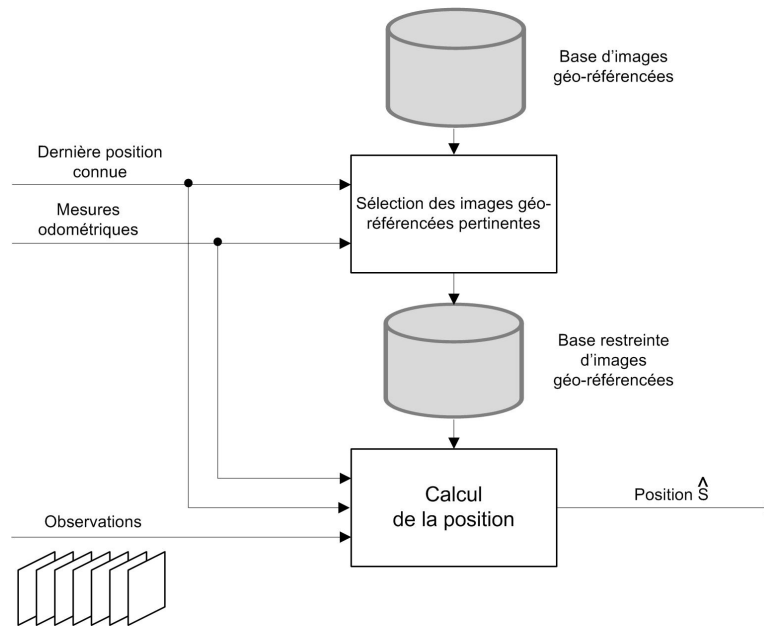 Base d'images
géo-référencées
Dernière position
connue
Mesures
odométriques
Sélection des images géo-
référencées pertinentes
Base restreinte
d'images
géo-référencées
Calcul
de la position
Position Ŝ
Observations